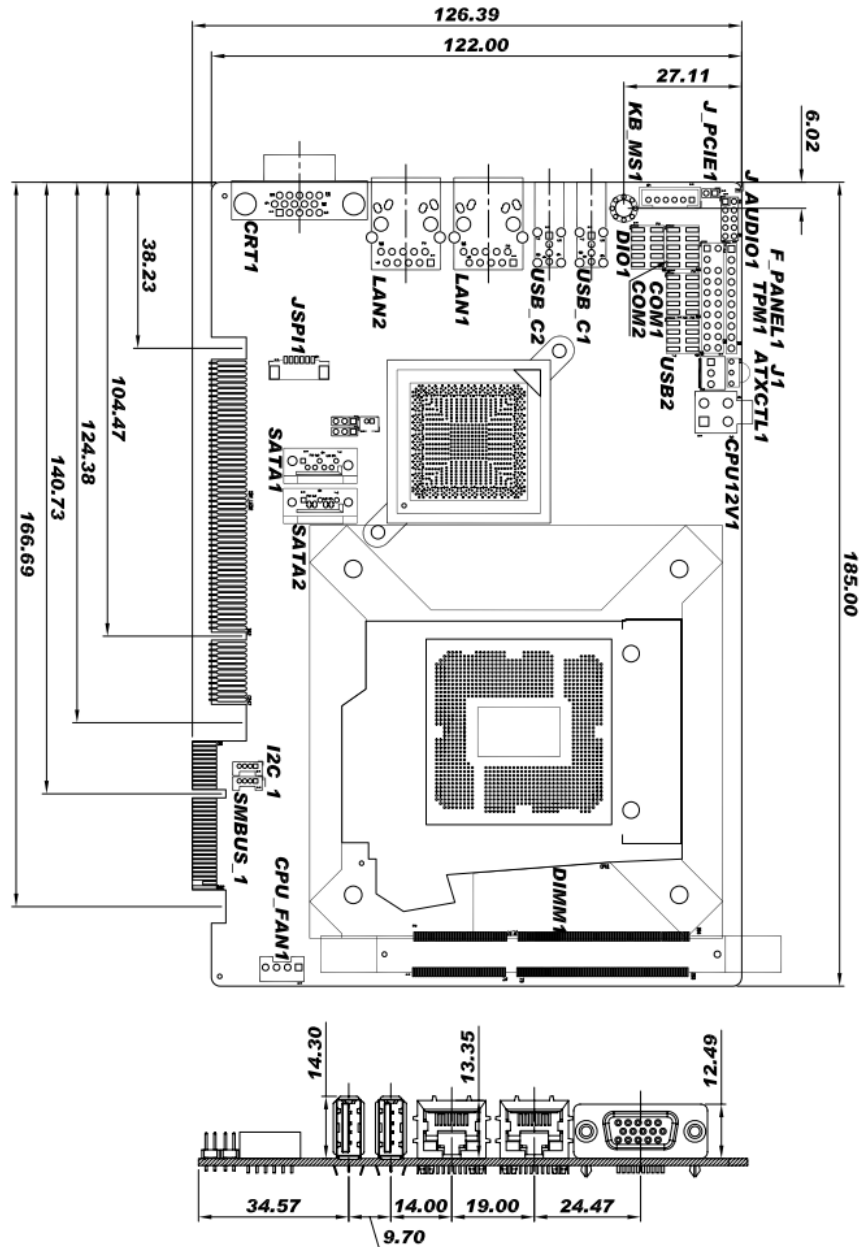 126.39
122.00
27.11
6.02
KB_MS1
J_PCIE1
J_AUDIO1
F_PANEL1
TPM1
J1
ATXCTL1
CPU12V1
DIO1
COM1
COM2
USB2
CRT1
LAN2
LAN1
USB_C2
USB_C1
JSPI1
SATA1
SATA2
38.23
104.47
124.38
140.73
166.69
185.00
I2C_1
SMBUS_1
CPU_FAN1
DIMM1
14.30
13.35
12.49
34.57
14.00
19.00
24.47
9.70